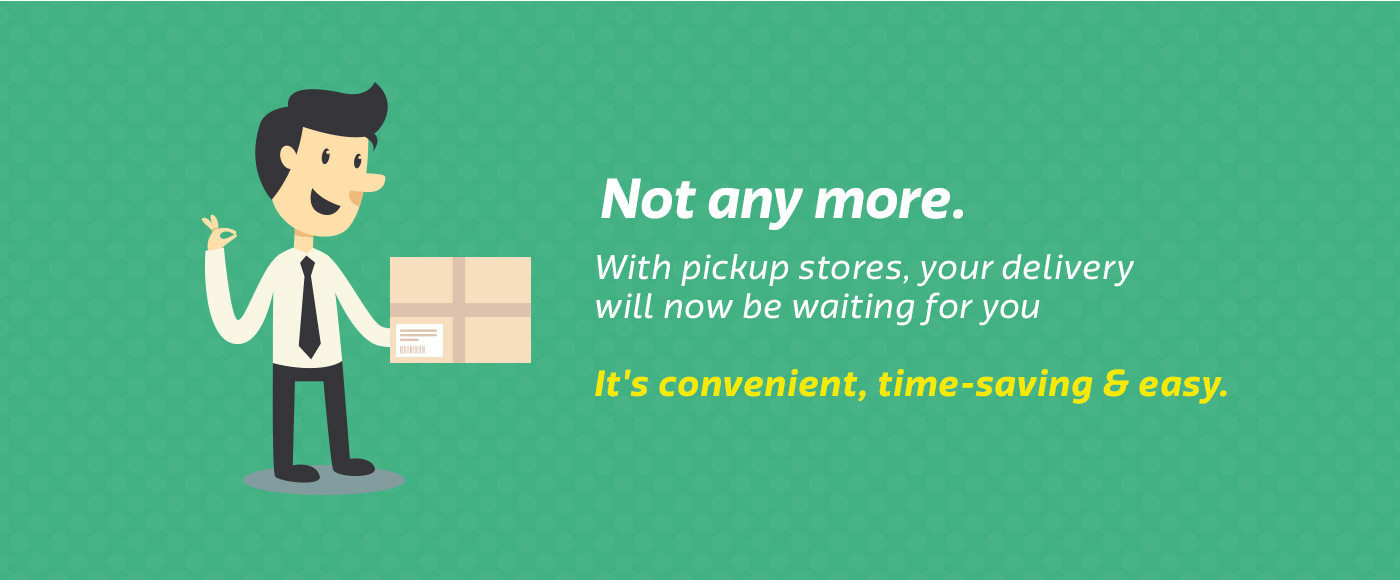 Not any more.
With pickup stores, your delivery
will now be waiting for you
It's convenient, time-saving & easy.